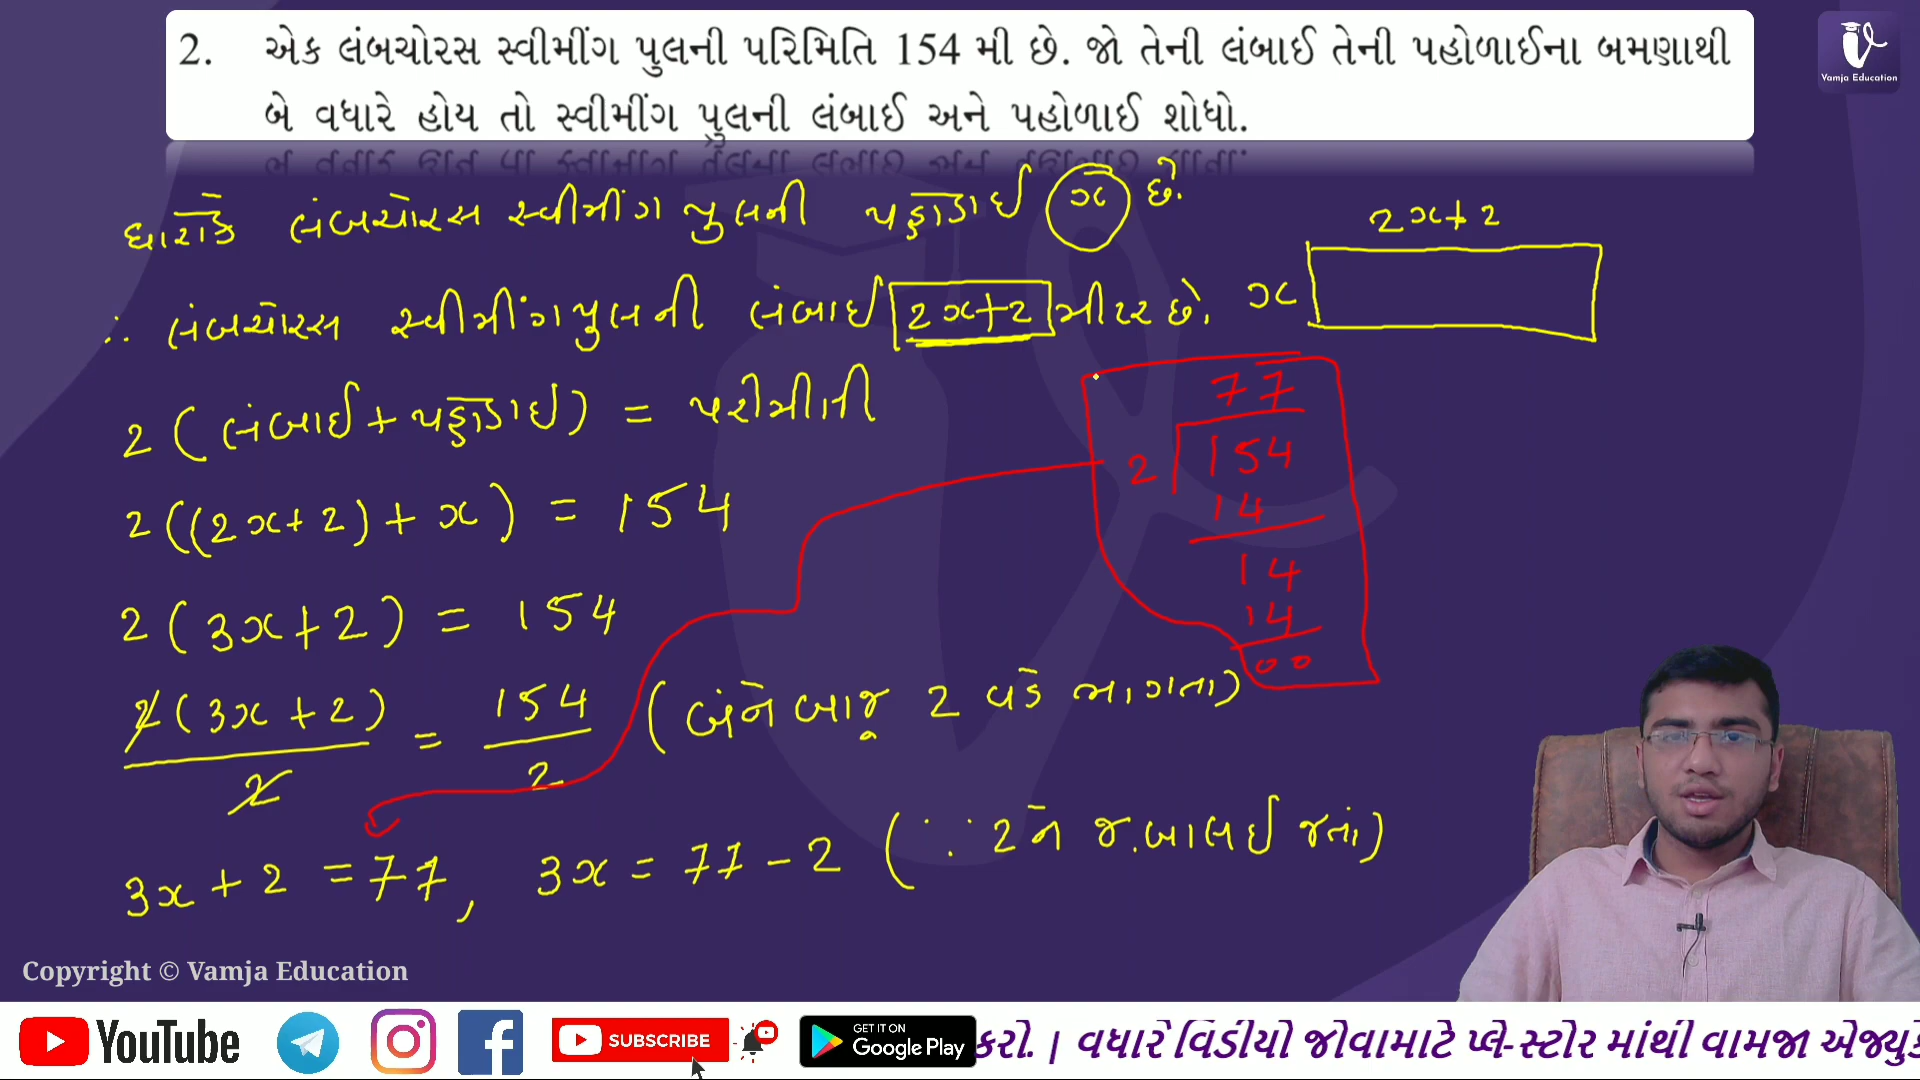 2. એક લંબચોરસ સ્વીમીંગ પુલની પરિમિતિ 154 મી છે. જો તેની લંબાઈ તેની પહોળાઈના બમણાથી
બે વધારે હોય તો સ્વીમીંગ પુલની લંબાઈ અને પહોળાઈ શોધો.
Vamja Education
ધારોકે લંબચોરસ સ્વીમીંગ પુલની પહોળાઈ x છે.
2x+2
∴ લંબચોરસ સ્વીમીંગપુલની લંબાઈ 2x+2 મીટર છે.
x
2(લંબાઈ+પહોળાઈ) = પરીમીતી
2((2x+2)+x) = 154
2(3x+2) = 154
2(3x+2)/2 = 154/2 (બંને બાજૂ 2 વડે ભાગતા)
3x+2 = 77, 3x = 77-2 (∵ 2ને જ.બા લઈ જતાં)
77
2 154
14
14
14
00
Copyright © Vamja Education
YouTube SUBSCRIBE GET IT ON Google Play કરો. | વધારે વિડીયો જોવામાટે પ્લે-સ્ટોર માંથી વામજા